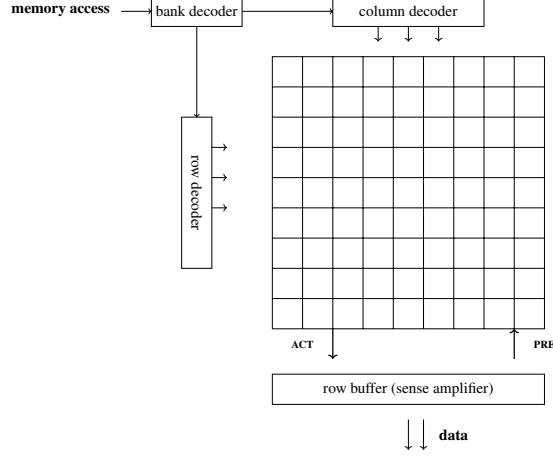 memory access
bank decoder
column decoder
row decoder
ACT
PRE
row buffer (sense amplifier)
data